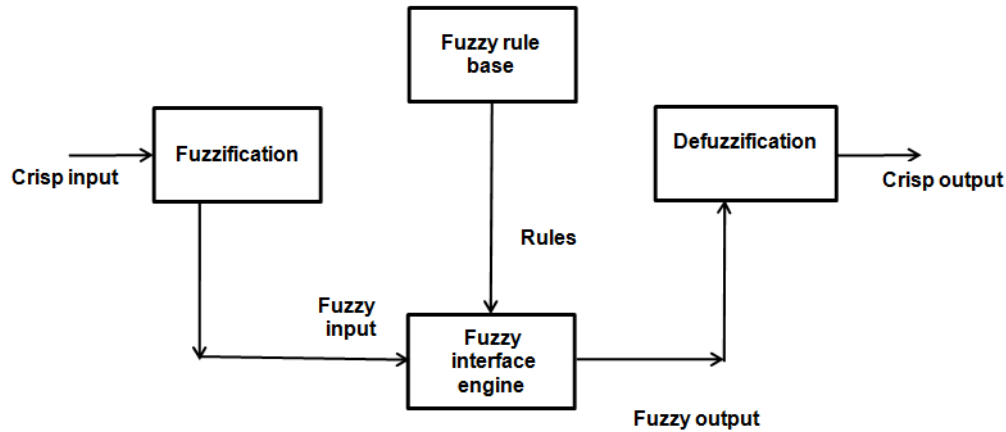 Fuzzy rule
base
Fuzzification
Defuzzification
Crisp input
Crisp output
Rules
Fuzzy
input
Fuzzy
interface
engine
Fuzzy output